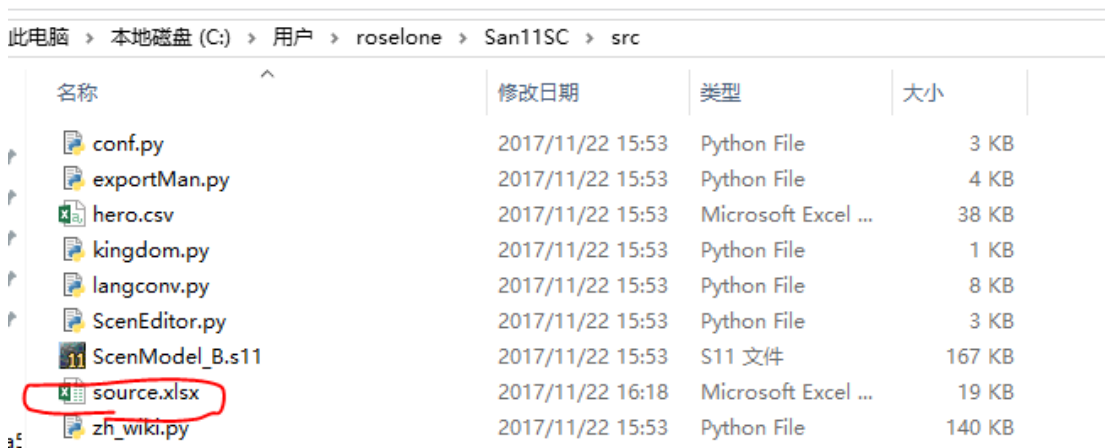 此电脑 › 本地磁盘 (C:) › 用户 › roselone › San11SC › src
名称 修改日期 类型 大小
conf.py 2017/11/22 15:53 Python File 3 KB
exportMan.py 2017/11/22 15:53 Python File 4 KB
hero.csv 2017/11/22 15:53 Microsoft Excel ... 38 KB
kingdom.py 2017/11/22 15:53 Python File 1 KB
langconv.py 2017/11/22 15:53 Python File 8 KB
ScenEditor.py 2017/11/22 15:53 Python File 3 KB
11 ScenModel_B.s11 2017/11/22 15:53 S11 文件 167 KB
source.xlsx 2017/11/22 16:18 Microsoft Excel ... 19 KB
zh_wiki.py 2017/11/22 15:53 Python File 140 KB